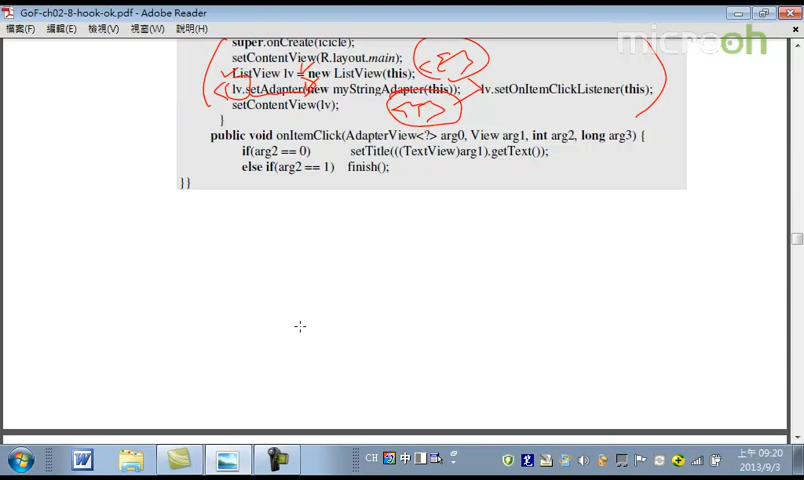 GoF-ch02-8-hook-ok.pdf - Adobe Reader
檔案(F) 編輯(E) 檢視(V) 視窗(W) 說明(H)
microoh
super.onCreate(icicle);
setContentView(R.layout.main);
<E>
ListView lv = new ListView(this);
lv.setAdapter(new myStringAdapter(this)); lv.setOnItemClickListener(this);
<T>
setContentView(lv);
}
public void onItemClick(AdapterView<?> arg0, View arg1, int arg2, long arg3) {
if(arg2 == 0) setTitle(((TextView)arg1).getText());
else if(arg2 == 1) finish();
}}
CH 中 上午 09:20
2013/9/3